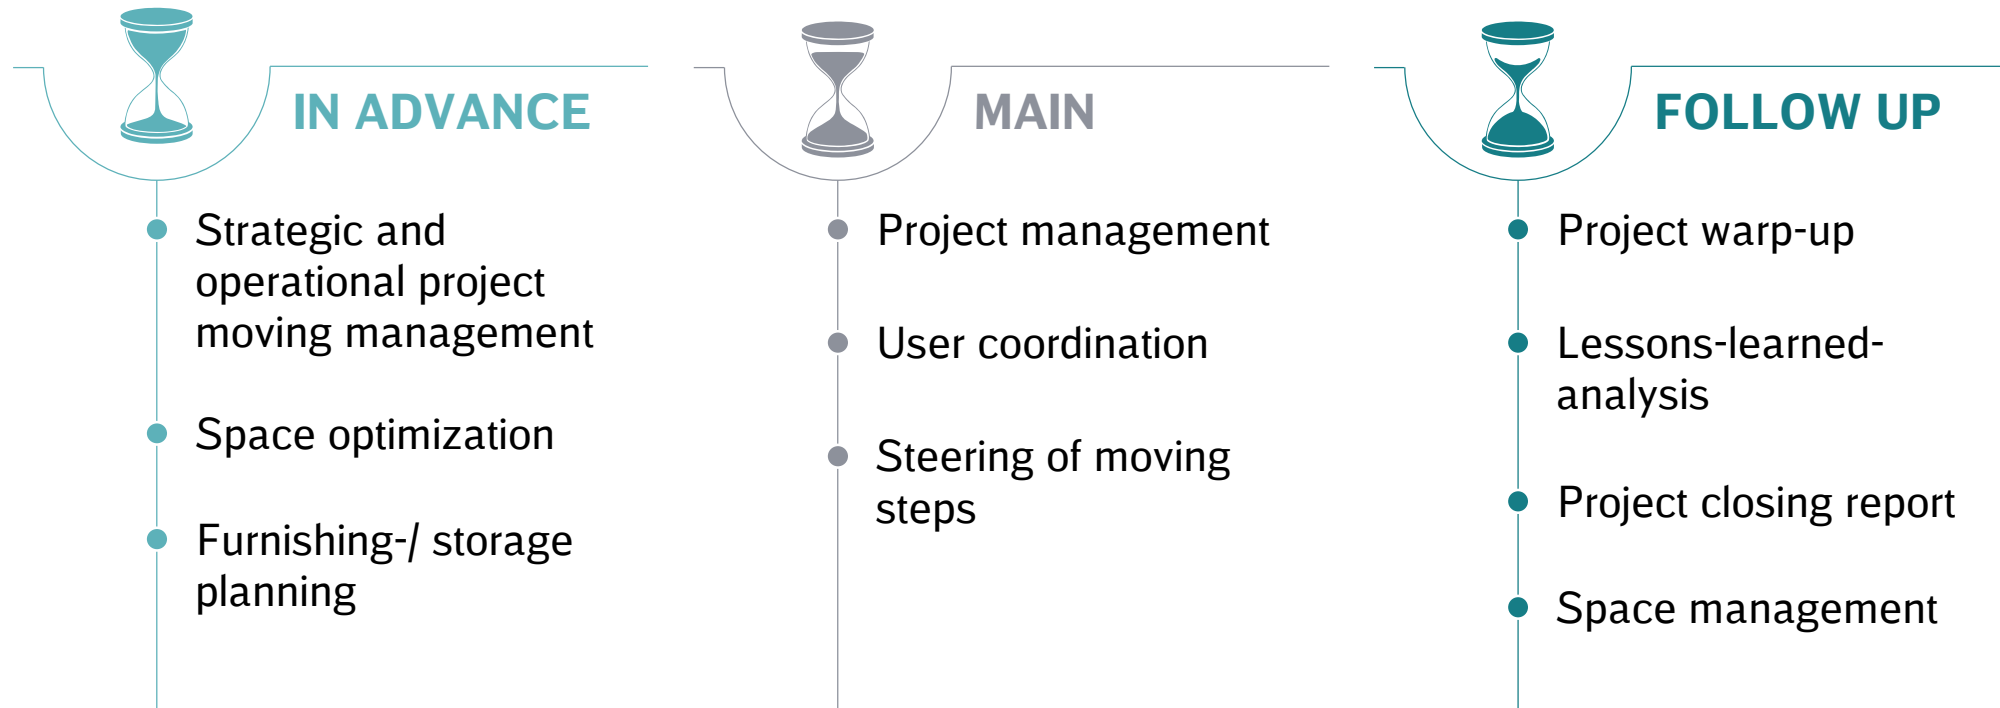 IN ADVANCE
Strategic and
operational project
moving management
Space optimization
Furnishing-/ storage
planning
MAIN
Project management
User coordination
Steering of moving
steps
FOLLOW UP
Project warp-up
Lessons-learned-
analysis
Project closing report
Space management